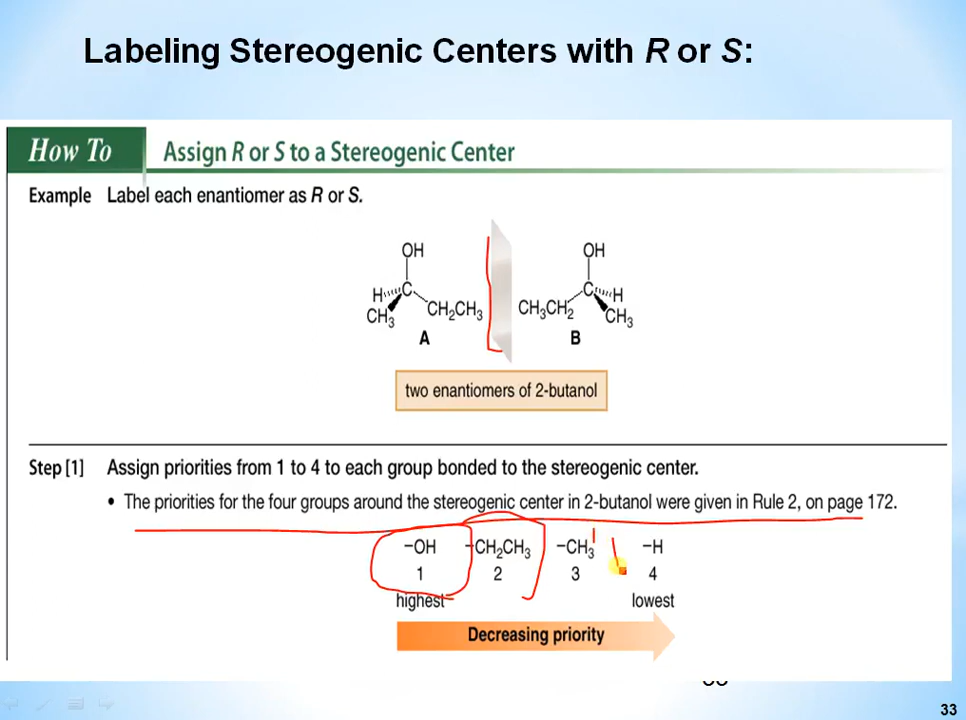 Labeling Stereogenic Centers with R or S:
How To Assign R or S to a Stereogenic Center
Example Label each enantiomer as R or S.
OH OH
H C C H
CH3 CH2CH3 CH3CH2 CH3
A B
two enantiomers of 2-butanol
Step [1] Assign priorities from 1 to 4 to each group bonded to the stereogenic center.
• The priorities for the four groups around the stereogenic center in 2-butanol were given in Rule 2, on page 172.
–OH –CH2CH3 –CH3 –H
1 2 3 4
highest lowest
Decreasing priority
33